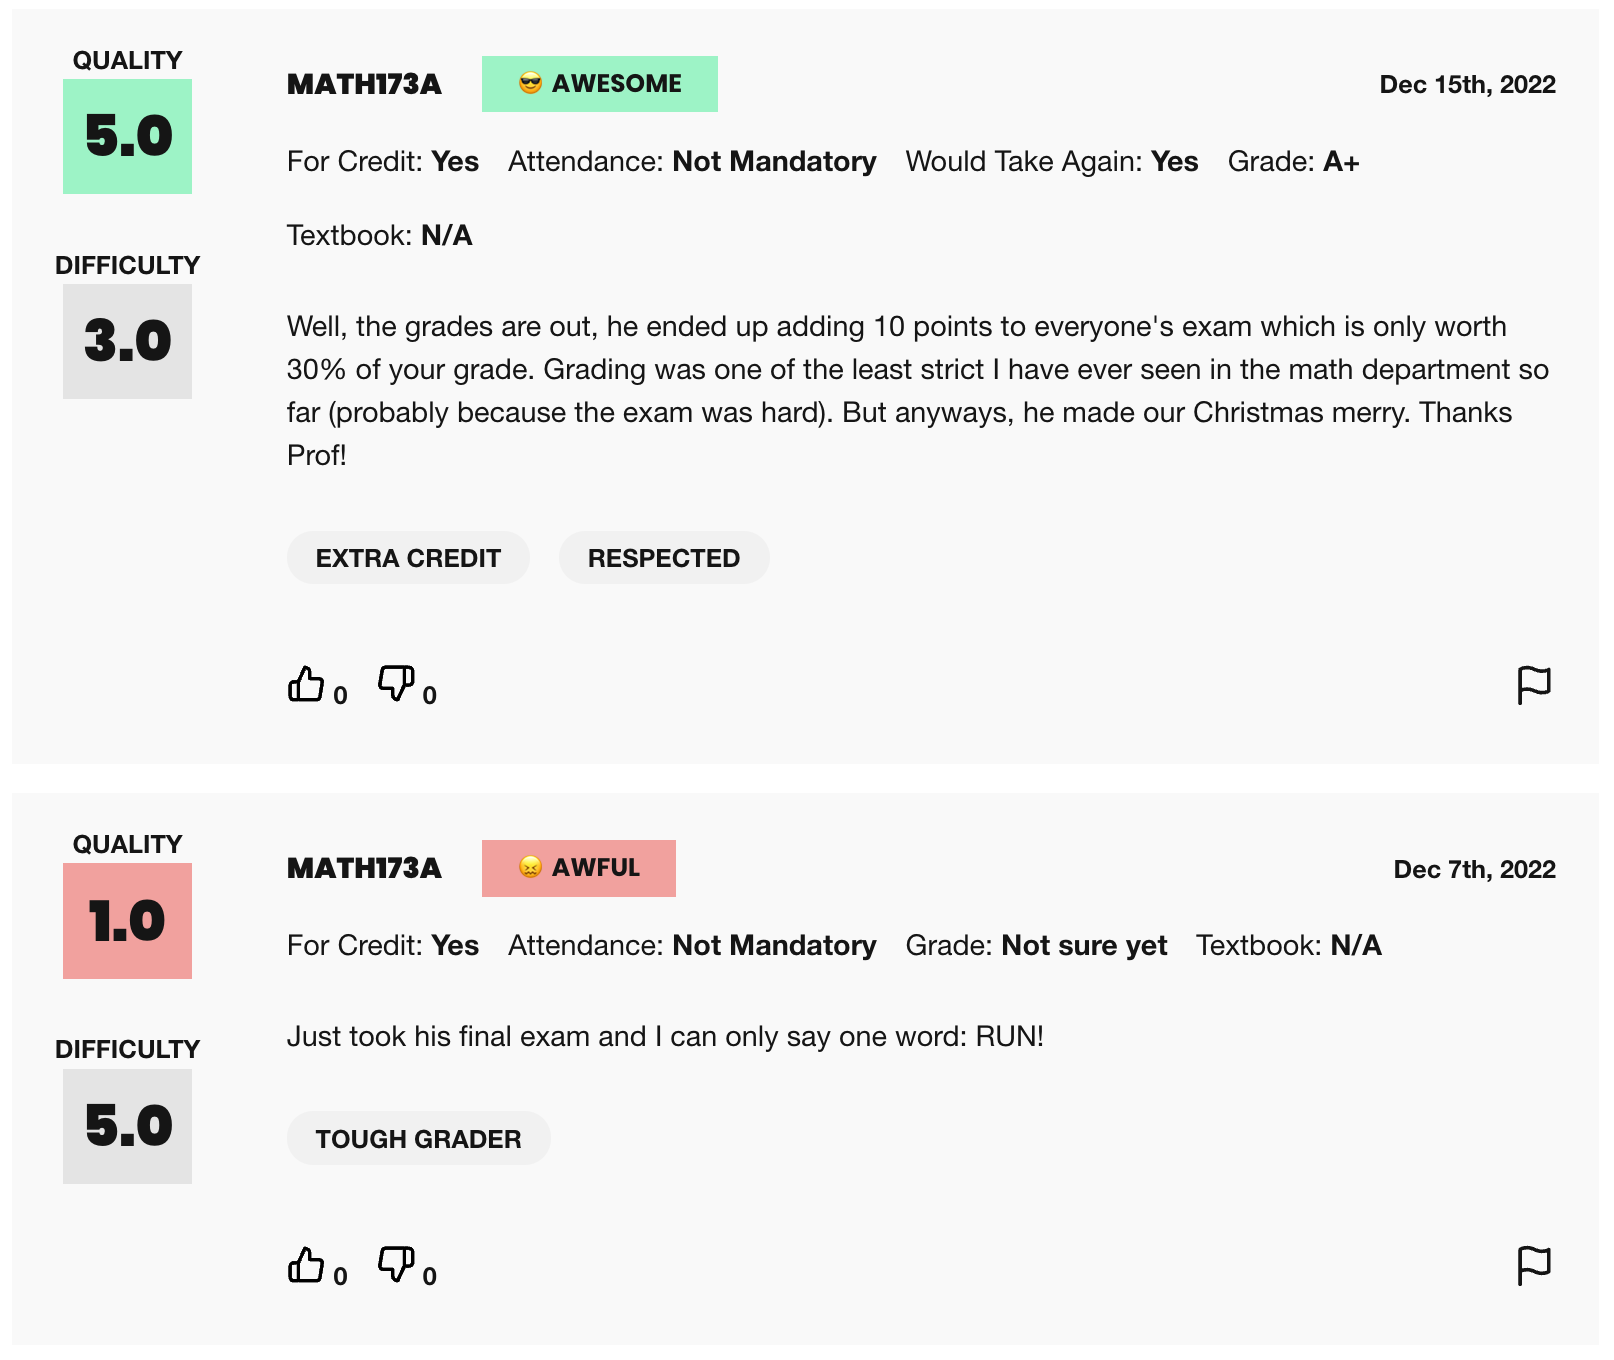 QUALITY
5.0
DIFFICULTY
3.0
MATH173A
😎 AWESOME
Dec 15th, 2022
For Credit: Yes Attendance: Not Mandatory Would Take Again: Yes Grade: A+
Textbook: N/A
Well, the grades are out, he ended up adding 10 points to everyone's exam which is only worth
30% of your grade. Grading was one of the least strict I have ever seen in the math department so
far (probably because the exam was hard). But anyways, he made our Christmas merry. Thanks
Prof!
EXTRA CREDIT
RESPECTED
0
0
QUALITY
1.0
DIFFICULTY
5.0
MATH173A
😖 AWFUL
Dec 7th, 2022
For Credit: Yes Attendance: Not Mandatory Grade: Not sure yet Textbook: N/A
Just took his final exam and I can only say one word: RUN!
TOUGH GRADER
0
0